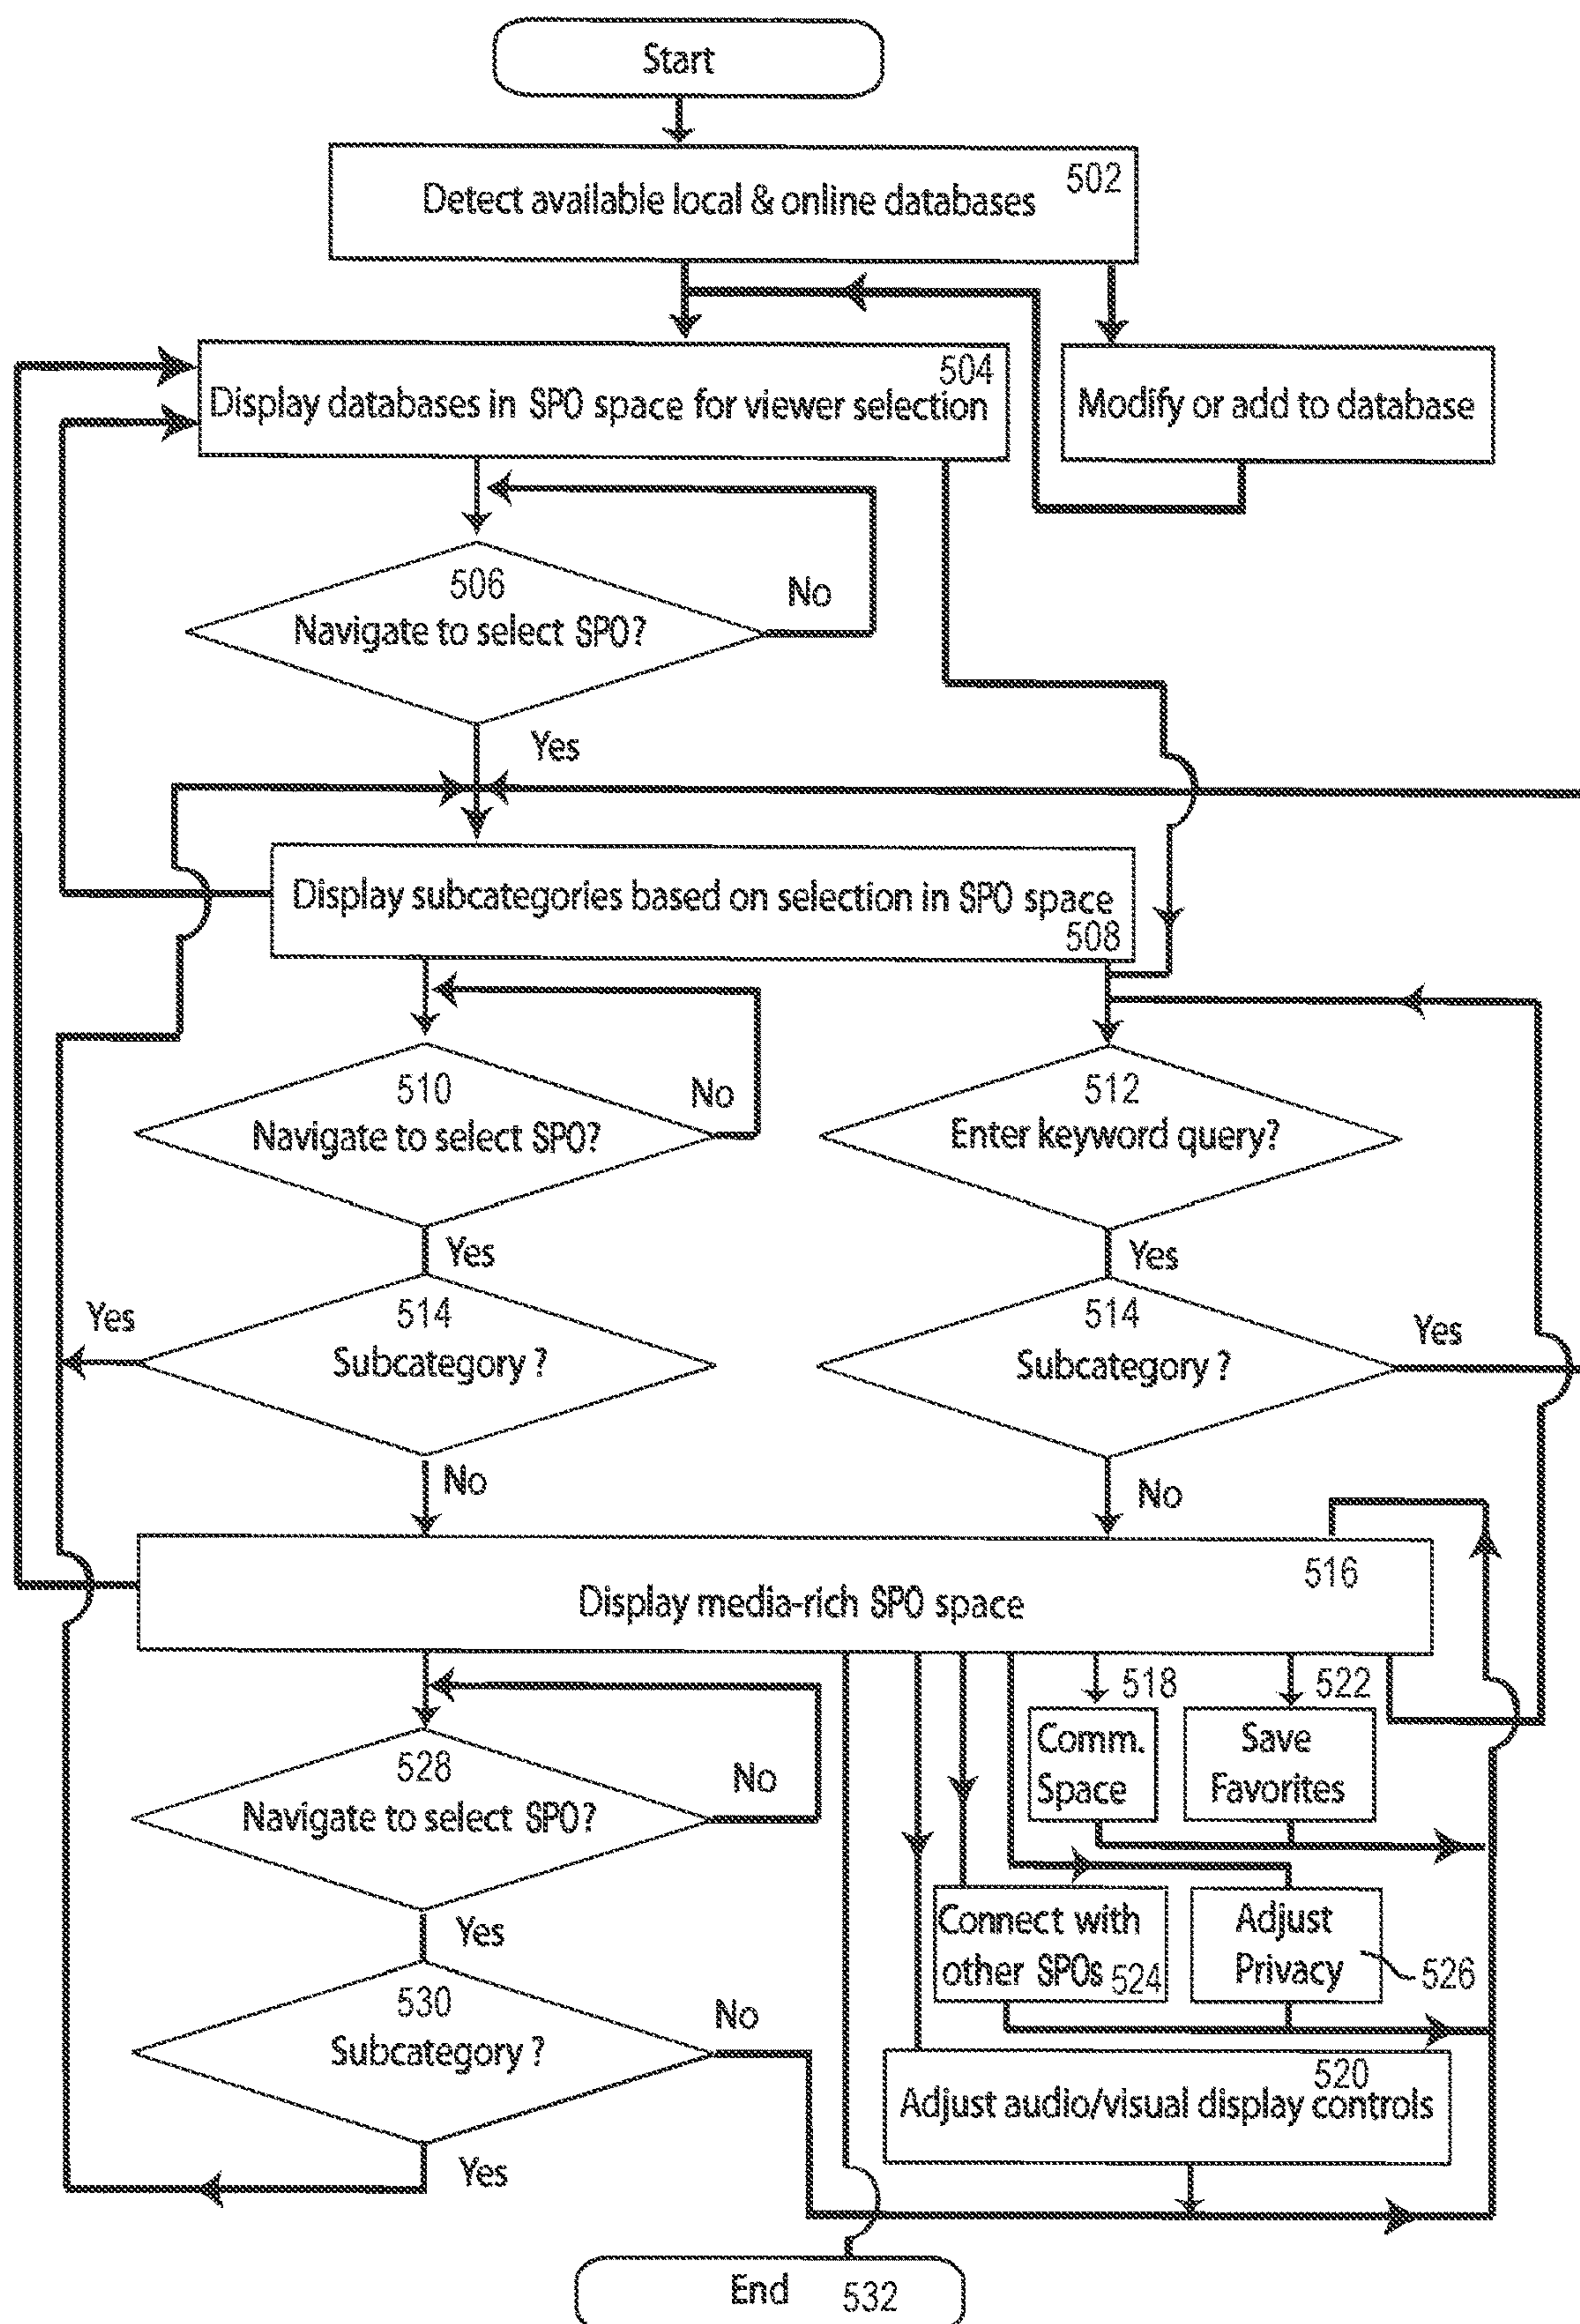 Start
502
Detect available local & online databases
504
Display databases in SPO space for viewer selection
Modify or add to database
506
Navigate to select SPO?
No
Yes
Display subcategories based on selection in SPO space
508
510
Navigate to select SPO?
No
Yes
512
Enter keyword query?
Yes
514
Subcategory ?
Yes
No
514
Subcategory ?
Yes
No
516
Display media-rich SPO space
518
Comm.
Space
522
Save
Favorites
528
Navigate to select SPO?
No
Yes
Connect with
other SPOs 524
Adjust
Privacy
526
530
Subcategory ?
No
Yes
520
Adjust audio/visual display controls
End 532